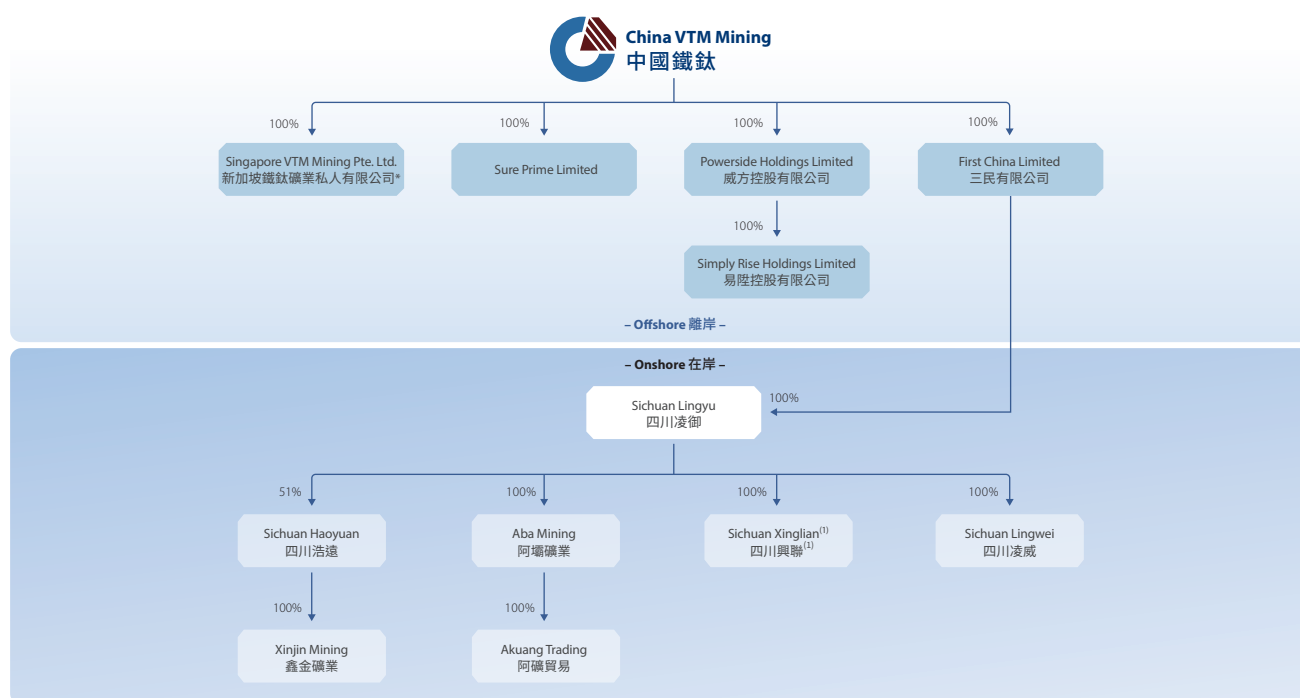 China VTM Mining
中國鐵鈦
100%
100%
100%
100%
Singapore VTM Mining Pte. Ltd.
新加坡鐵鈦礦業私人有限公司*
Sure Prime Limited
Powerside Holdings Limited
威方控股有限公司
First China Limited
三民有限公司
100%
Simply Rise Holdings Limited
易陞控股有限公司
– Offshore 離岸 –
– Onshore 在岸 –
100%
Sichuan Lingyu
四川凌御
51%
100%
100%
100%
Sichuan Haoyuan
四川浩遠
Aba Mining
阿壩礦業
Sichuan Xinglian(1)
四川興聯(1)
Sichuan Lingwei
四川凌威
100%
100%
Xinjin Mining
鑫金礦業
Akuang Trading
阿礦貿易